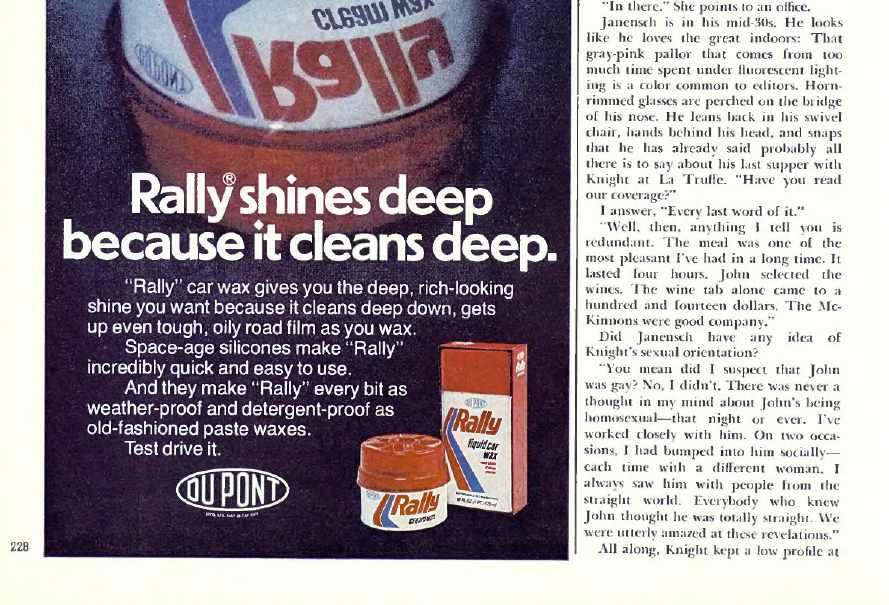 DU PONT
Rally
CREAM WAX
Rally® shines deep
because it cleans deep.
"Rally" car wax gives you the deep, rich-looking
shine you want because it cleans deep down, gets
up even tough, oily road film as you wax.
Space-age silicones make "Rally"
incredibly quick and easy to use.
And they make "Rally" every bit as
weather-proof and detergent-proof as
old-fashioned paste waxes.
Test drive it.
DU PONT
DU PONT
Rally
liquid car
wax
Rally
cream wax
228
"In there." She points to an office.
Janensch is in his mid-30s. He looks
like he loves the great indoors: That
gray-pink pallor that comes from too
much time spent under fluorescent light-
ing is a color common to editors. Horn-
rimmed glasses are perched on the bridge
of his nose. He leans back in his swivel
chair, hands behind his head, and snaps
that he has already said probably all
there is to say about his last supper with
Knight at La Truffe. "Have you read
our coverage?"
I answer, "Every last word of it."
"Well, then, anything I tell you is
redundant. The meal was one of the
most pleasant I've had in a long time. It
lasted four hours. John selected the
wines. The wine tab alone came to a
hundred and fourteen dollars. The Mc-
Kinnons were good company."
Did Janensch have any idea of
Knight's sexual orientation?
"You mean did I suspect that John
was gay? No, I didn't. There was never a
thought in my mind about John's being
homosexual—that night or ever. I've
worked closely with him. On two occa-
sions, I had bumped into him socially—
each time with a different woman. I
always saw him with people from the
straight world. Everybody who knew
John thought he was totally straight. We
were utterly amazed at these revelations."
All along, Knight kept a low profile at